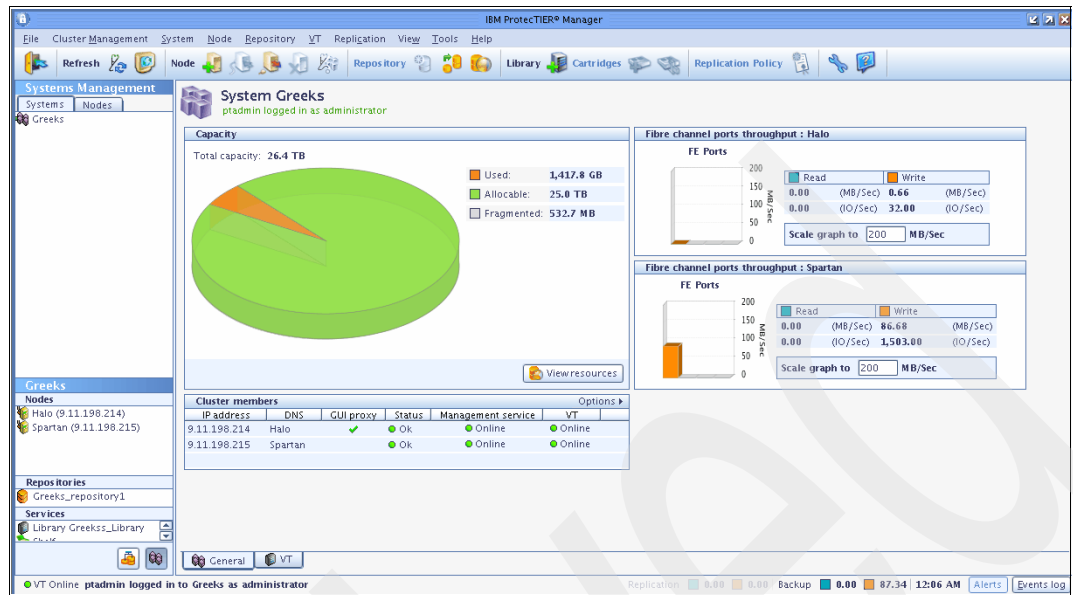 IBM ProtecTIER® Manager
File Cluster Management System Node Repository VT Replication View Tools Help
Refresh Node Repository Library Cartridges Replication Policy
Systems Management
Systems Nodes
Greeks
System Greeks
ptadmin logged in as administrator
Capacity
Total capacity: 26.4 TB
Used: 1,417.8 GB
Allocable: 25.0 TB
Fragmented: 532.7 MB
View resources
Fibre channel ports throughput : Halo
FE Ports
200
150
100
50
0
MB/Sec
Read Write
0.00 (MB/Sec) 0.66 (MB/Sec)
0.00 (IO/Sec) 32.00 (IO/Sec)
Scale graph to 200 MB/Sec
Fibre channel ports throughput : Spartan
FE Ports
200
150
100
50
0
MB/Sec
Read Write
0.00 (MB/Sec) 86.68 (MB/Sec)
0.00 (IO/Sec) 1,503.00 (IO/Sec)
Scale graph to 200 MB/Sec
Cluster members Options
IP address DNS GUI proxy Status Management service VT
9.11.198.214 Halo Ok Online Online
9.11.198.215 Spartan Ok Online Online
Greeks
Nodes
Halo (9.11.198.214)
Spartan (9.11.198.215)
Repositories
Greeks_repository1
Services
Library Greekss_Library
General VT
VT Online ptadmin logged in to Greeks as administrator
Replication 0.00 0.00 Backup 0.00 87.34 12:06 AM Alerts Events log